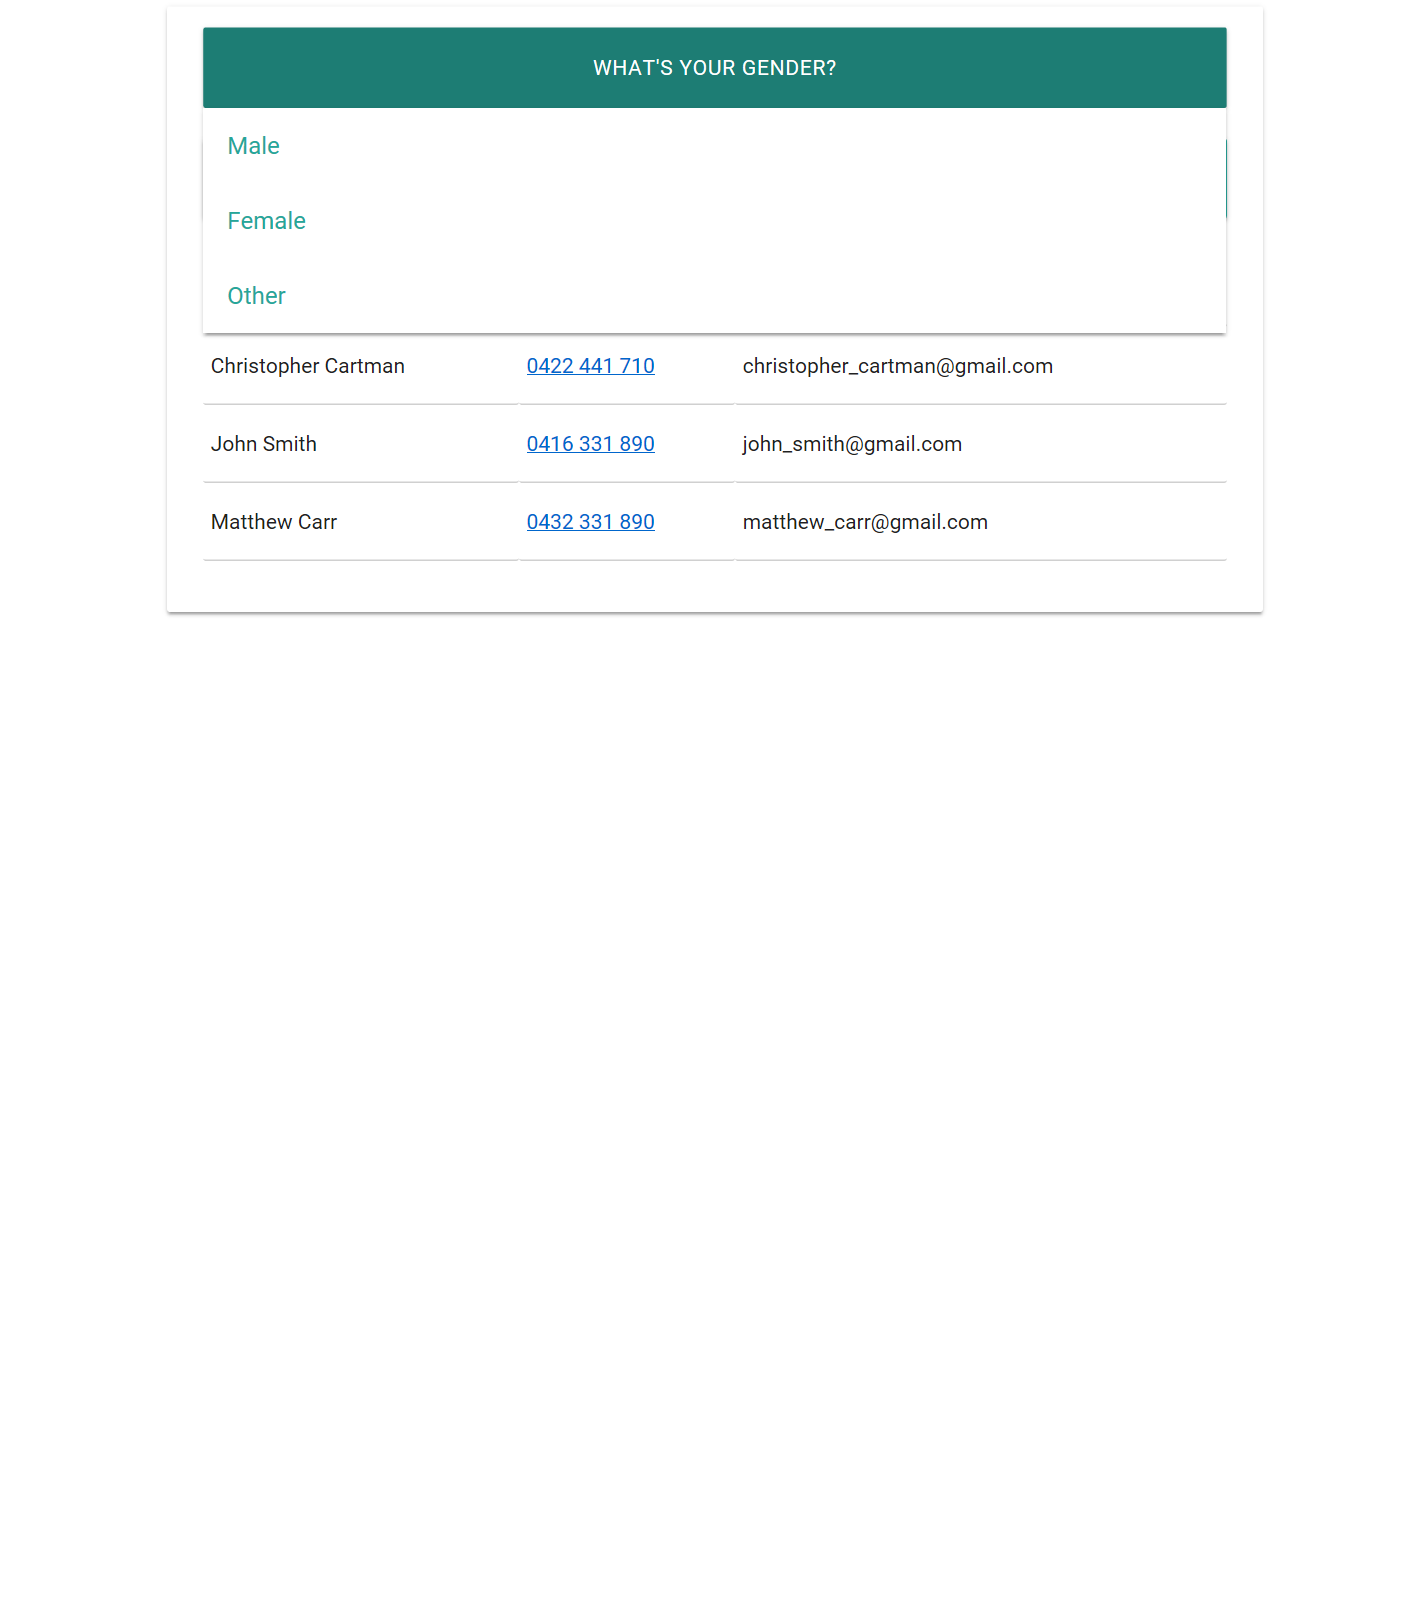 WHAT'S YOUR GENDER?
Male
Female
Other
Christopher Cartman 0422 441 710 christopher_cartman@gmail.com
John Smith 0416 331 890 john_smith@gmail.com
Matthew Carr 0432 331 890 matthew_carr@gmail.com